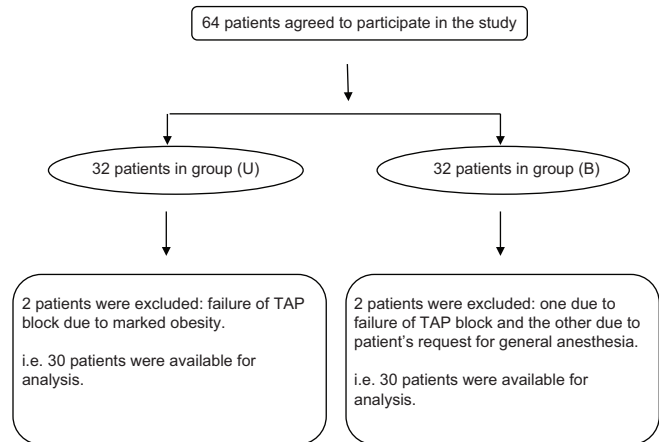 64 patients agreed to participate in the study
32 patients in group (U)
32 patients in group (B)
2 patients were excluded: failure of TAP
block due to marked obesity.
i.e. 30 patients were available for
analysis.
2 patients were excluded: one due to
failure of TAP block and the other due to
patient's request for general anesthesia.
i.e. 30 patients were available for
analysis.